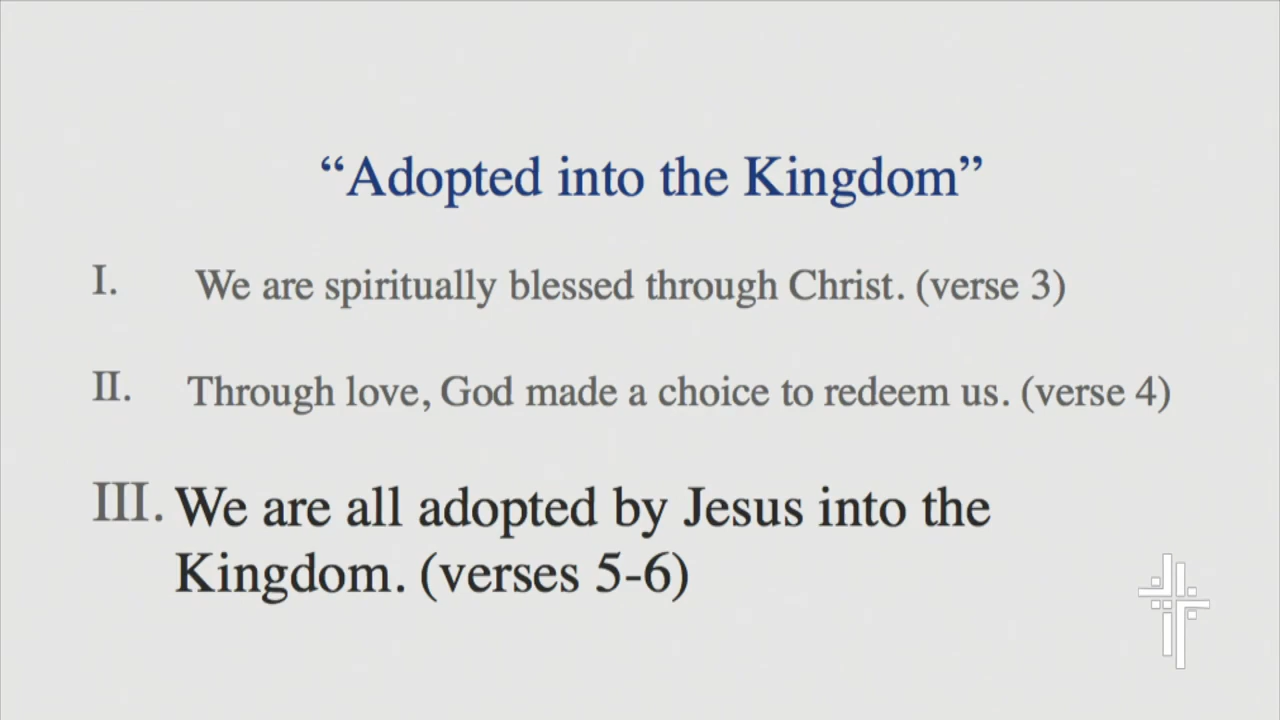 “Adopted into the Kingdom”
I. We are spiritually blessed through Christ. (verse 3)
II. Through love, God made a choice to redeem us. (verse 4)
III. We are all adopted by Jesus into the
Kingdom. (verses 5-6)